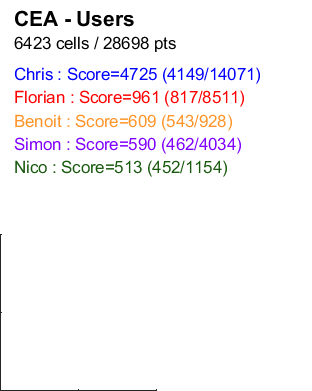 CEA - Users
6423 cells / 28698 pts
Chris : Score=4725 (4149/14071)
Florian : Score=961 (817/8511)
Benoit : Score=609 (543/928)
Simon : Score=590 (462/4034)
Nico : Score=513 (452/1154)